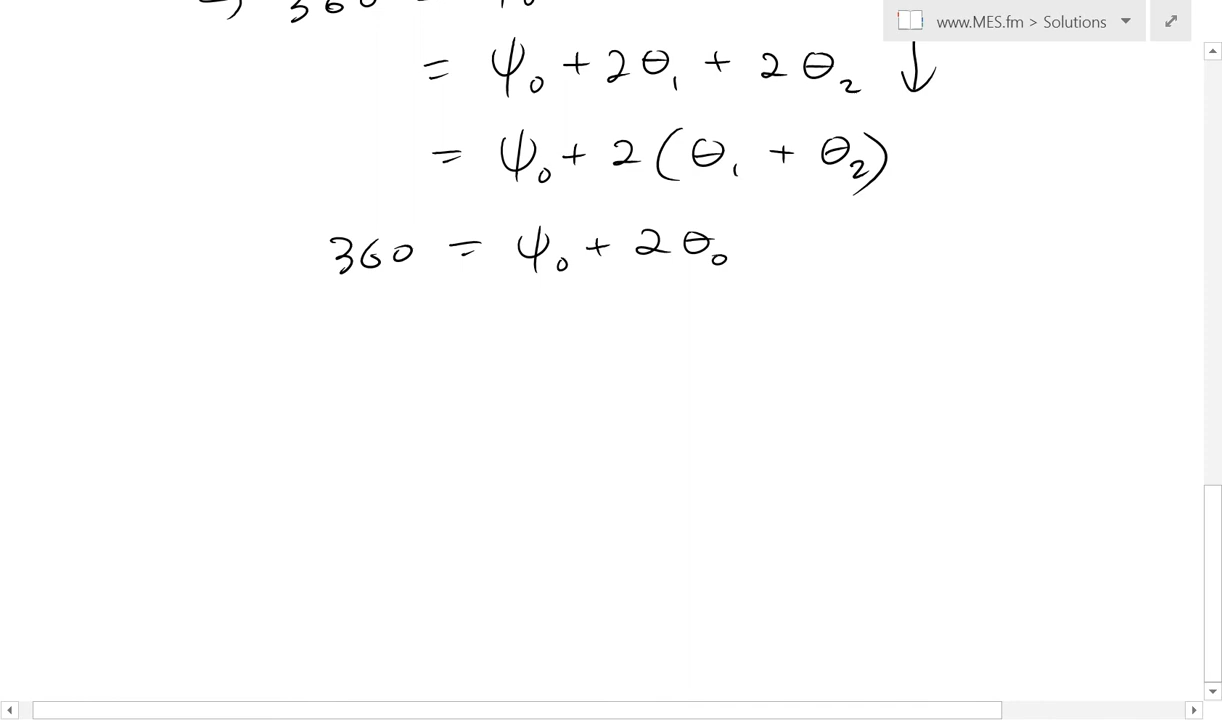 www.MES.fm > Solutions
= ψ₀ + 2θ₁ + 2θ₂ ↓
= ψ₀ + 2(θ₁ + θ₂)
360 = ψ₀ + 2θ₀